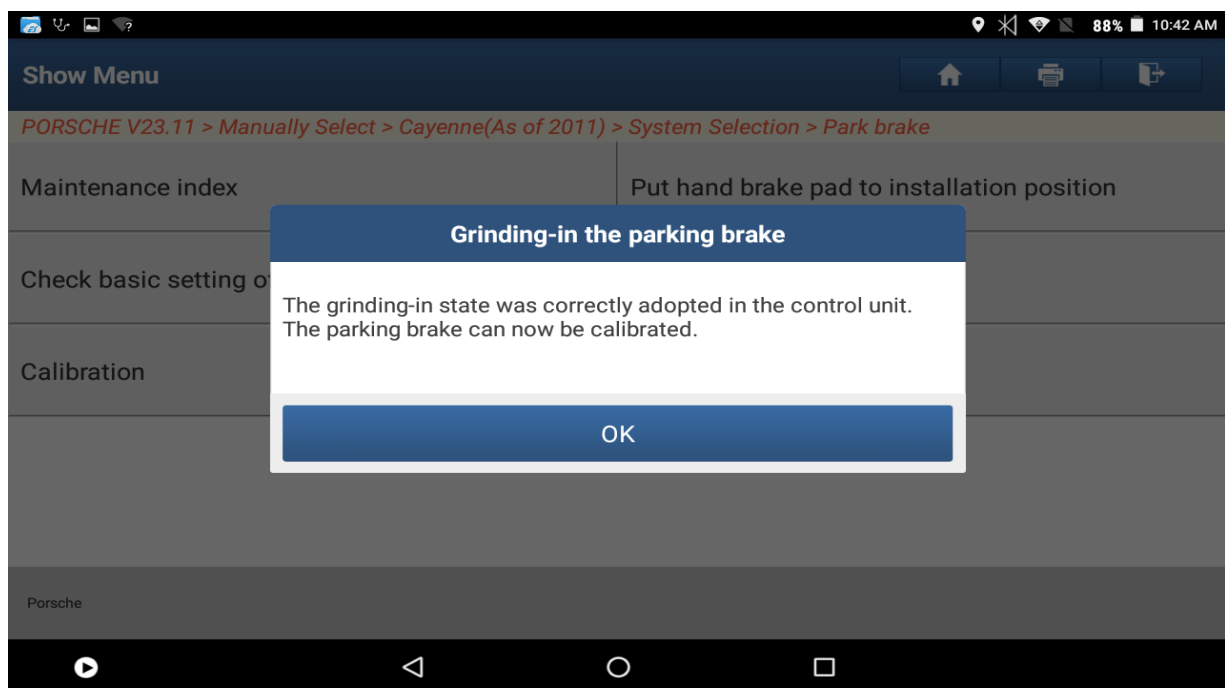 88% 10:42 AM
Show Menu
PORSCHE V23.11 > Manually Select > Cayenne(As of 2011) > System Selection > Park brake
Maintenance index
Put hand brake pad to installation position
Grinding-in the parking brake
Check basic setting
The grinding-in state was correctly adopted in the control unit.
The parking brake can now be calibrated.
Calibration
OK
Porsche